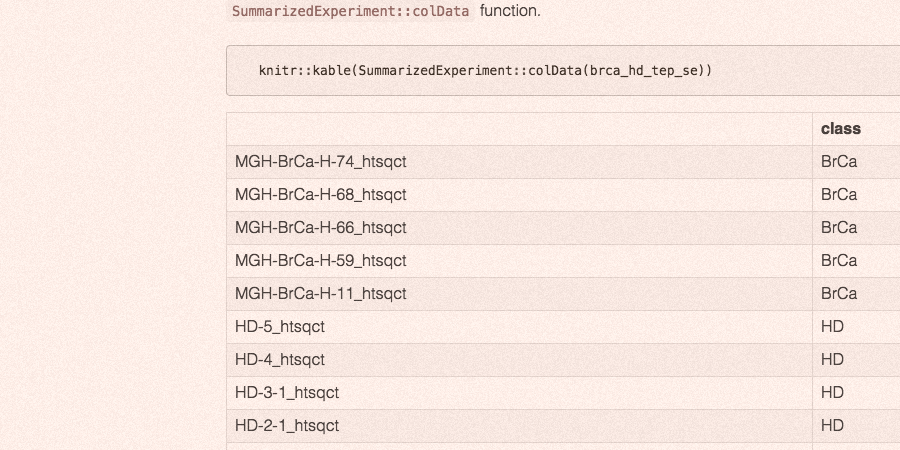 SummarizedExperiment::colData function.
knitr::kable(SummarizedExperiment::colData(brca_hd_tep_se))
class
MGH-BrCa-H-74_htsqct BrCa
MGH-BrCa-H-68_htsqct BrCa
MGH-BrCa-H-66_htsqct BrCa
MGH-BrCa-H-59_htsqct BrCa
MGH-BrCa-H-11_htsqct BrCa
HD-5_htsqct HD
HD-4_htsqct HD
HD-3-1_htsqct HD
HD-2-1_htsqct HD